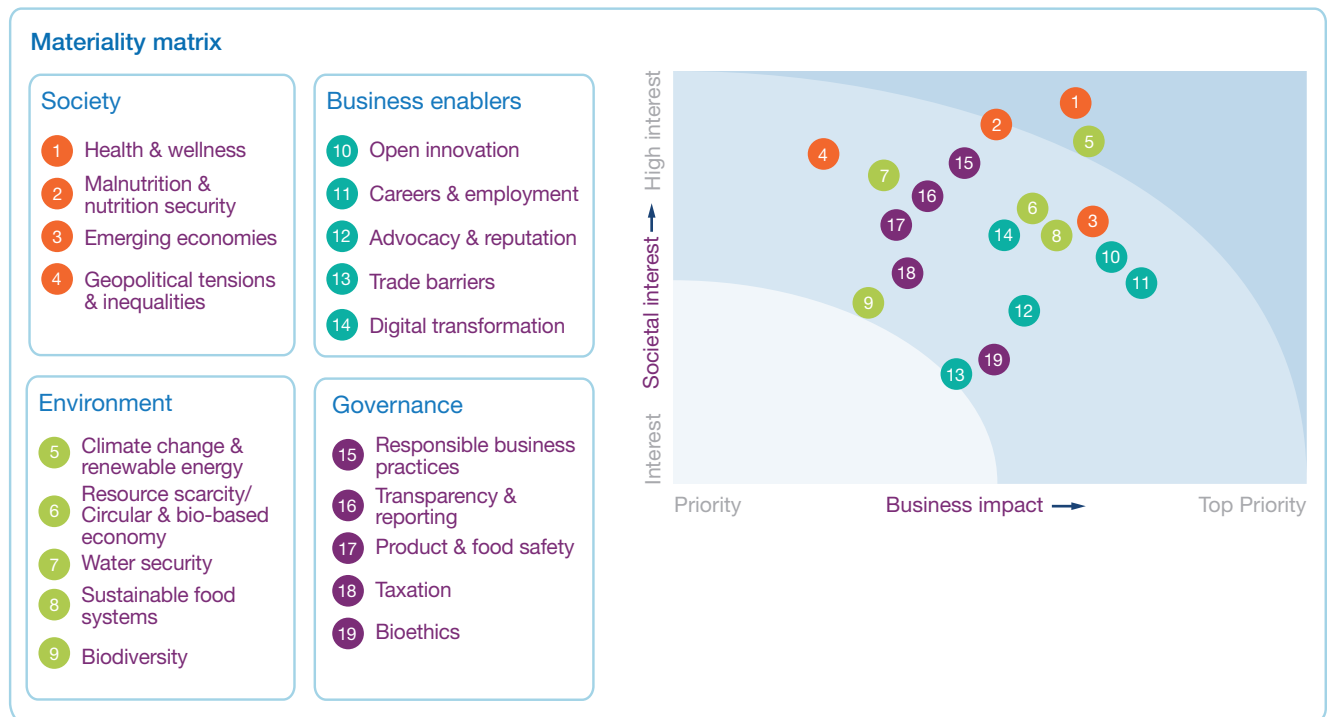 Materiality matrix
Society
1 Health & wellness
2 Malnutrition &
nutrition security
3 Emerging economies
4 Geopolitical tensions
& inequalities
Business enablers
10 Open innovation
11 Careers & employment
12 Advocacy & reputation
13 Trade barriers
14 Digital transformation
Environment
5 Climate change &
renewable energy
6 Resource scarcity/
Circular & bio-based
economy
7 Water security
8 Sustainable food
systems
9 Biodiversity
Governance
15 Responsible business
practices
16 Transparency &
reporting
17 Product & food safety
18 Taxation
19 Bioethics
Interest Societal interest High interest
1
2
5
4
15
7
16
6
3
17
14
8
10
18
11
9
12
19
13
Priority Business impact Top Priority